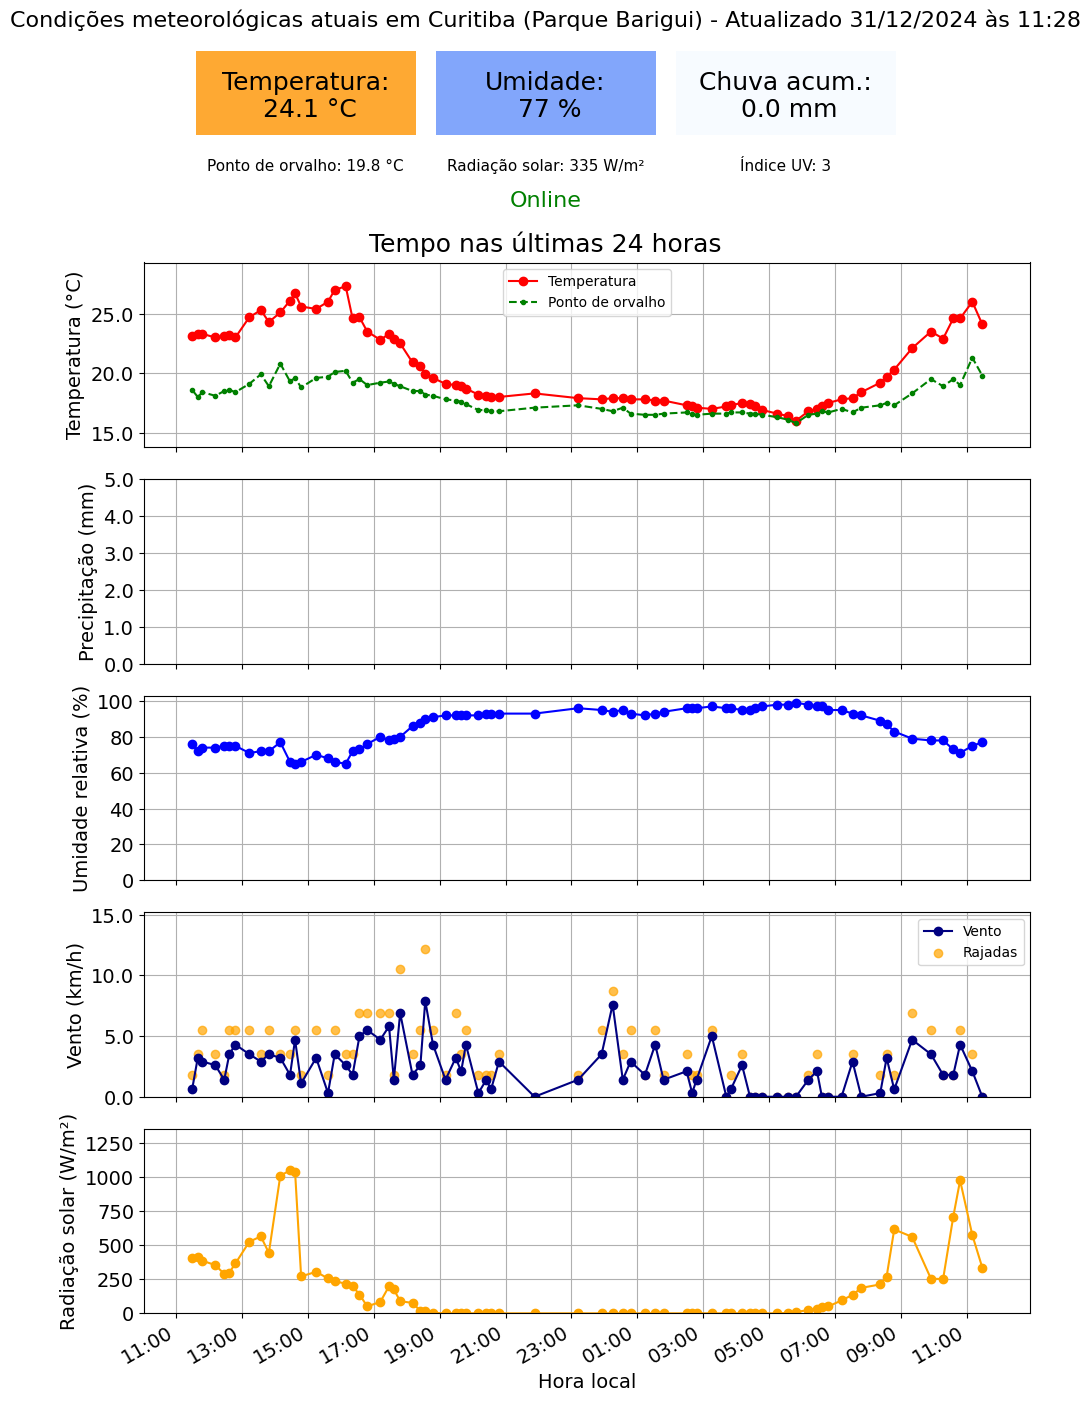 Condições meteorológicas atuais em Curitiba (Parque Barigui) - Atualizado 31/12/2024 às 11:28
Temperatura:
24.1 °C
Umidade:
77 %
Chuva acum.:
0.0 mm
Ponto de orvalho: 19.8 °C
Radiação solar: 335 W/m²
Índice UV: 3
Online
Tempo nas últimas 24 horas
Temperatura (°C)
25.0
20.0
15.0
Temperatura
Ponto de orvalho
Precipitação (mm)
5.0
4.0
3.0
2.0
1.0
0.0
Umidade relativa (%)
100
80
60
40
20
0
Vento (km/h)
15.0
10.0
5.0
0.0
Vento
Rajadas
Radiação solar (W/m²)
1250
1000
750
500
250
0
11:00
13:00
15:00
17:00
19:00
21:00
23:00
01:00
03:00
05:00
07:00
09:00
11:00
Hora local